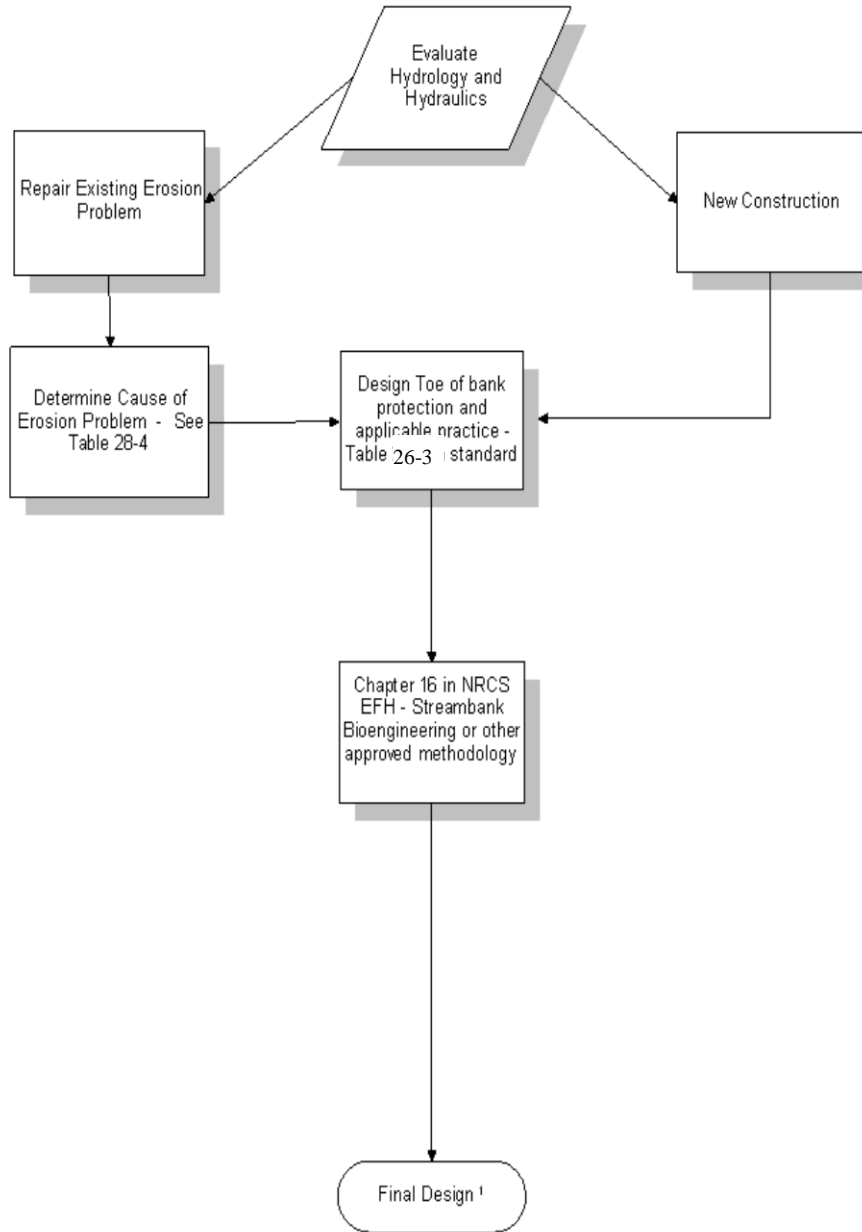 Evaluate
Hydrology and
Hydraulics
Repair Existing Erosion
Problem
New Construction
Determine Cause of
Erosion Problem - See
Table 28-4
Design Toe of bank
protection and
applicable practice -
Table 26-3 standard
Chapter 16 in NRCS
EFH - Streambank
Bioengineering or other
approved methodology
Final Design ¹